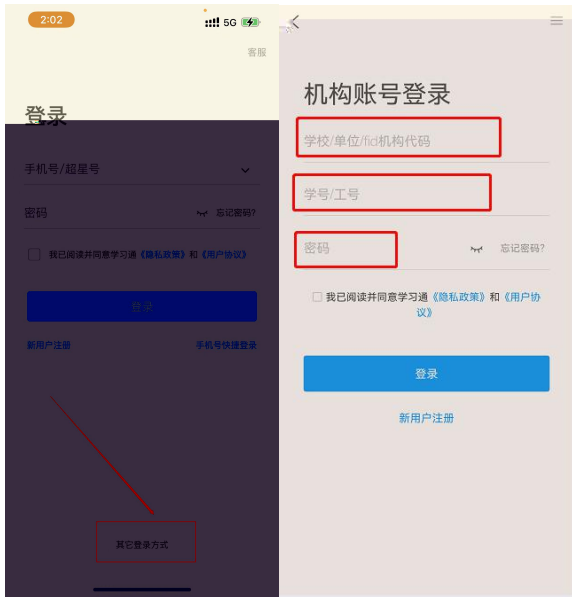 2:02
5G
客服
登录
手机号/超星号
密码
忘记密码?
我已阅读并同意学习通《隐私政策》和《用户协议》
登录
新用户注册
手机号快捷登录
其它登录方式
机构账号登录
学校/单位/fid机构代码
学号/工号
密码
忘记密码?
我已阅读并同意学习通《隐私政策》和《用户协
议》
登录
新用户注册